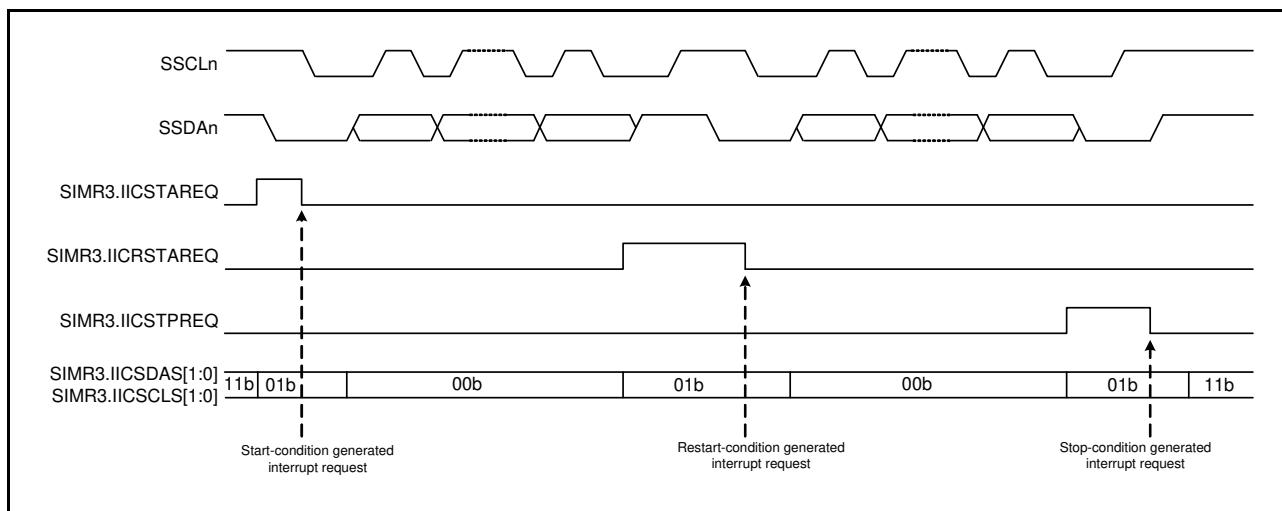 SSCLn
SSDAn
SIMR3.IICSTAREQ
SIMR3.IICRSTAREQ
SIMR3.IICSTPREQ
SIMR3.IICSDAS[1:0]
SIMR3.IICSCLS[1:0]
11b 01b 00b 01b 00b 01b 11b
Start-condition generated
interrupt request
Restart-condition generated
interrupt request
Stop-condition generated
interrupt request